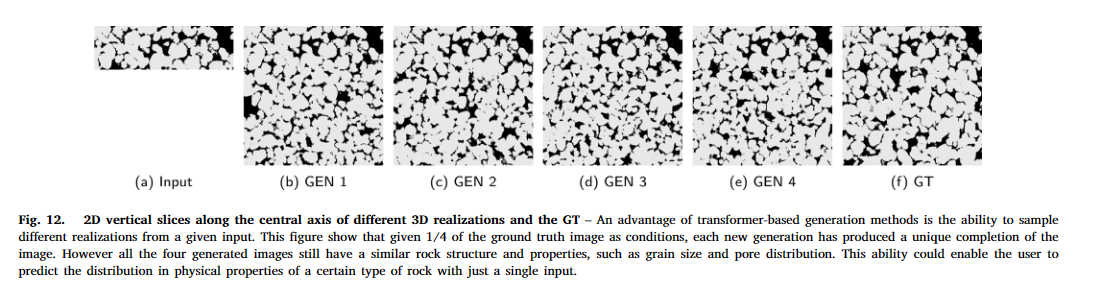 (a) Input (b) GEN 1 (c) GEN 2 (d) GEN 3 (e) GEN 4 (f) GT
Fig. 12. 2D vertical slices along the central axis of different 3D realizations and the GT – An advantage of transformer-based generation methods is the ability to sample
different realizations from a given input. This figure show that given 1/4 of the ground truth image as conditions, each new generation has produced a unique completion of the
image. However all the four generated images still have a similar rock structure and properties, such as grain size and pore distribution. This ability could enable the user to
predict the distribution in physical properties of a certain type of rock with just a single input.